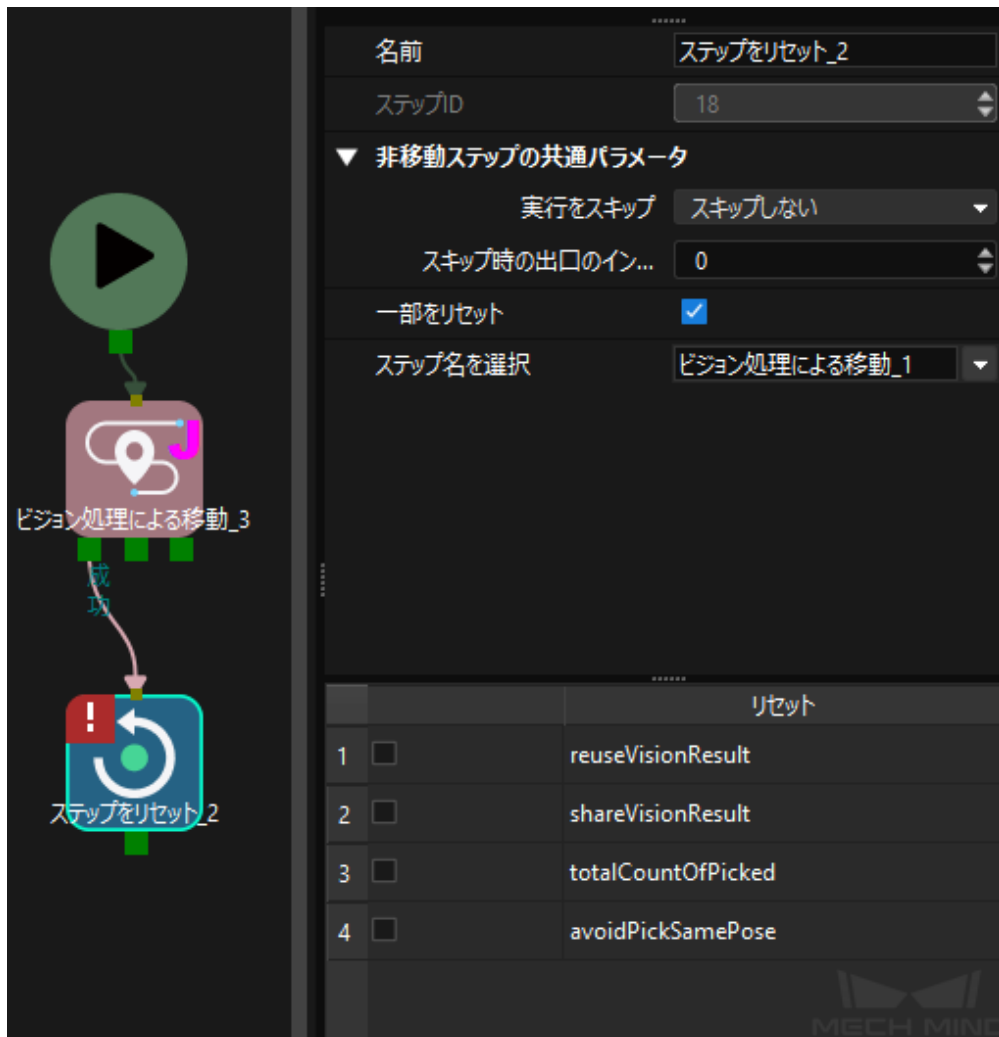 名前
ステップをリセット_2
ステップID
18
非移動ステップの共通パラメータ
実行をスキップ
スキップしない
スキップ時の出口のイン...
0
一部をリセット
ステップ名を選択
ビジョン処理による移動_1
J
ビジョン処理による移動_3
成
功
!
ステップをリセット_2
リセット
1 reuseVisionResult
2 shareVisionResult
3 totalCountOfPicked
4 avoidPickSamePose
MECH MIND